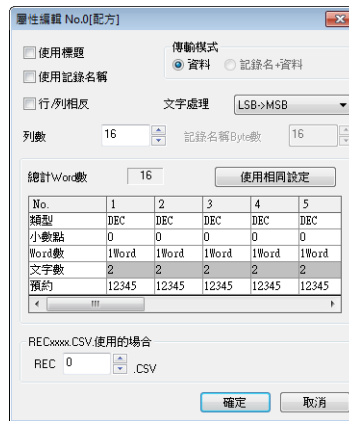 屬性編輯 No.0[配方]
使用標題
使用記錄名稱
行/列相反
傳輸模式
資料 記錄名+資料
文字處理 LSB->MSB
列數 16 記錄名稱Byte數 16
總計Word數 16 使用相同設定
No. 1 2 3 4 5
類型 DEC DEC DEC DEC DEC
小數點 0 0 0 0 0
Word數 1Word 1Word 1Word 1Word 1Word
文字數 2 2 2 2 2
預約 12345 12345 12345 12345 12345
RECxxxx.CSV.使用的場合
REC 0 .CSV
確定 取消